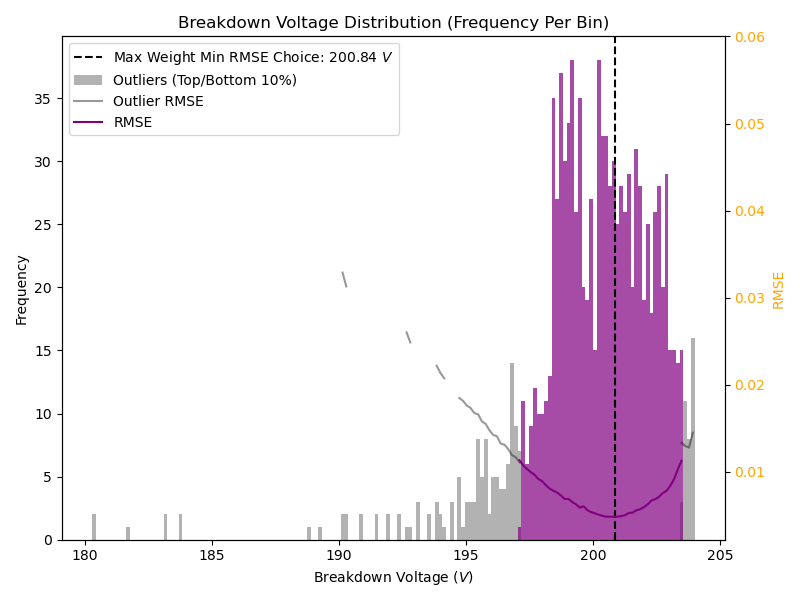 Breakdown Voltage Distribution (Frequency Per Bin)
Max Weight Min RMSE Choice: 200.84 V
Outliers (Top/Bottom 10%)
Outlier RMSE
RMSE
Frequency
35
30
25
20
15
10
5
0
0.06
0.05
0.04
0.03
0.02
0.01
RMSE
180 185 190 195 200 205
Breakdown Voltage (V)